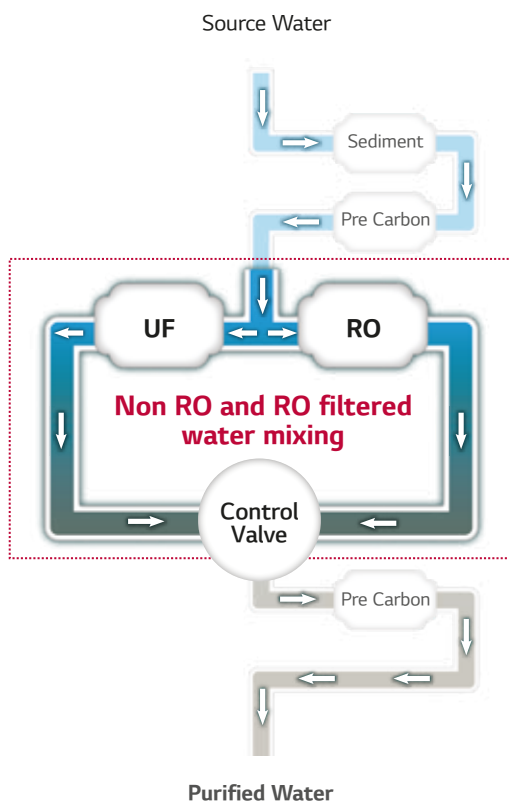 Source Water
Sediment
Pre Carbon
UF
RO
Non RO and RO filtered
water mixing
Control
Valve
Pre Carbon
Purified Water